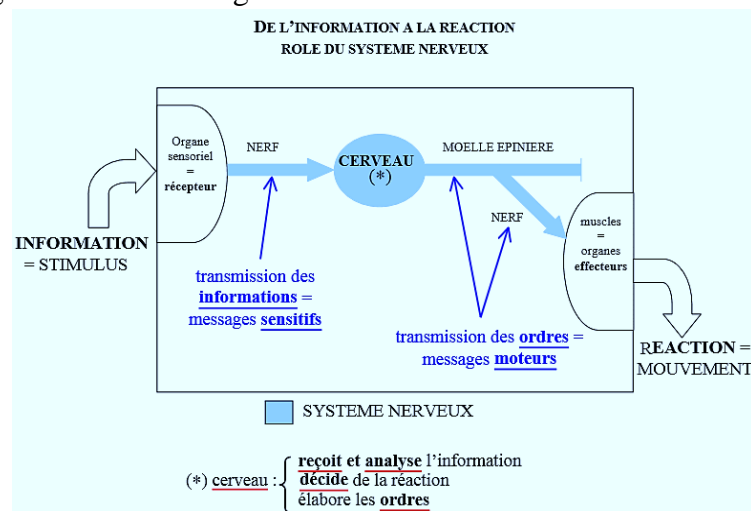 DE L'INFORMATION A LA REACTION
ROLE DU SYSTEME NERVEUX
Organe
sensoriel
=
récepteur
NERF
CERVEAU
(*)
MOELLE EPINIERE
NERF
muscles
=
organes
effecteurs
INFORMATION
= STIMULUS
transmission des
informations =
messages sensitifs
transmission des ordres =
messages moteurs
REACTION =
MOUVEMENT
SYSTEME NERVEUX
(*) cerveau :
reçoit et analyse l'information
décide de la réaction
élabore les ordres